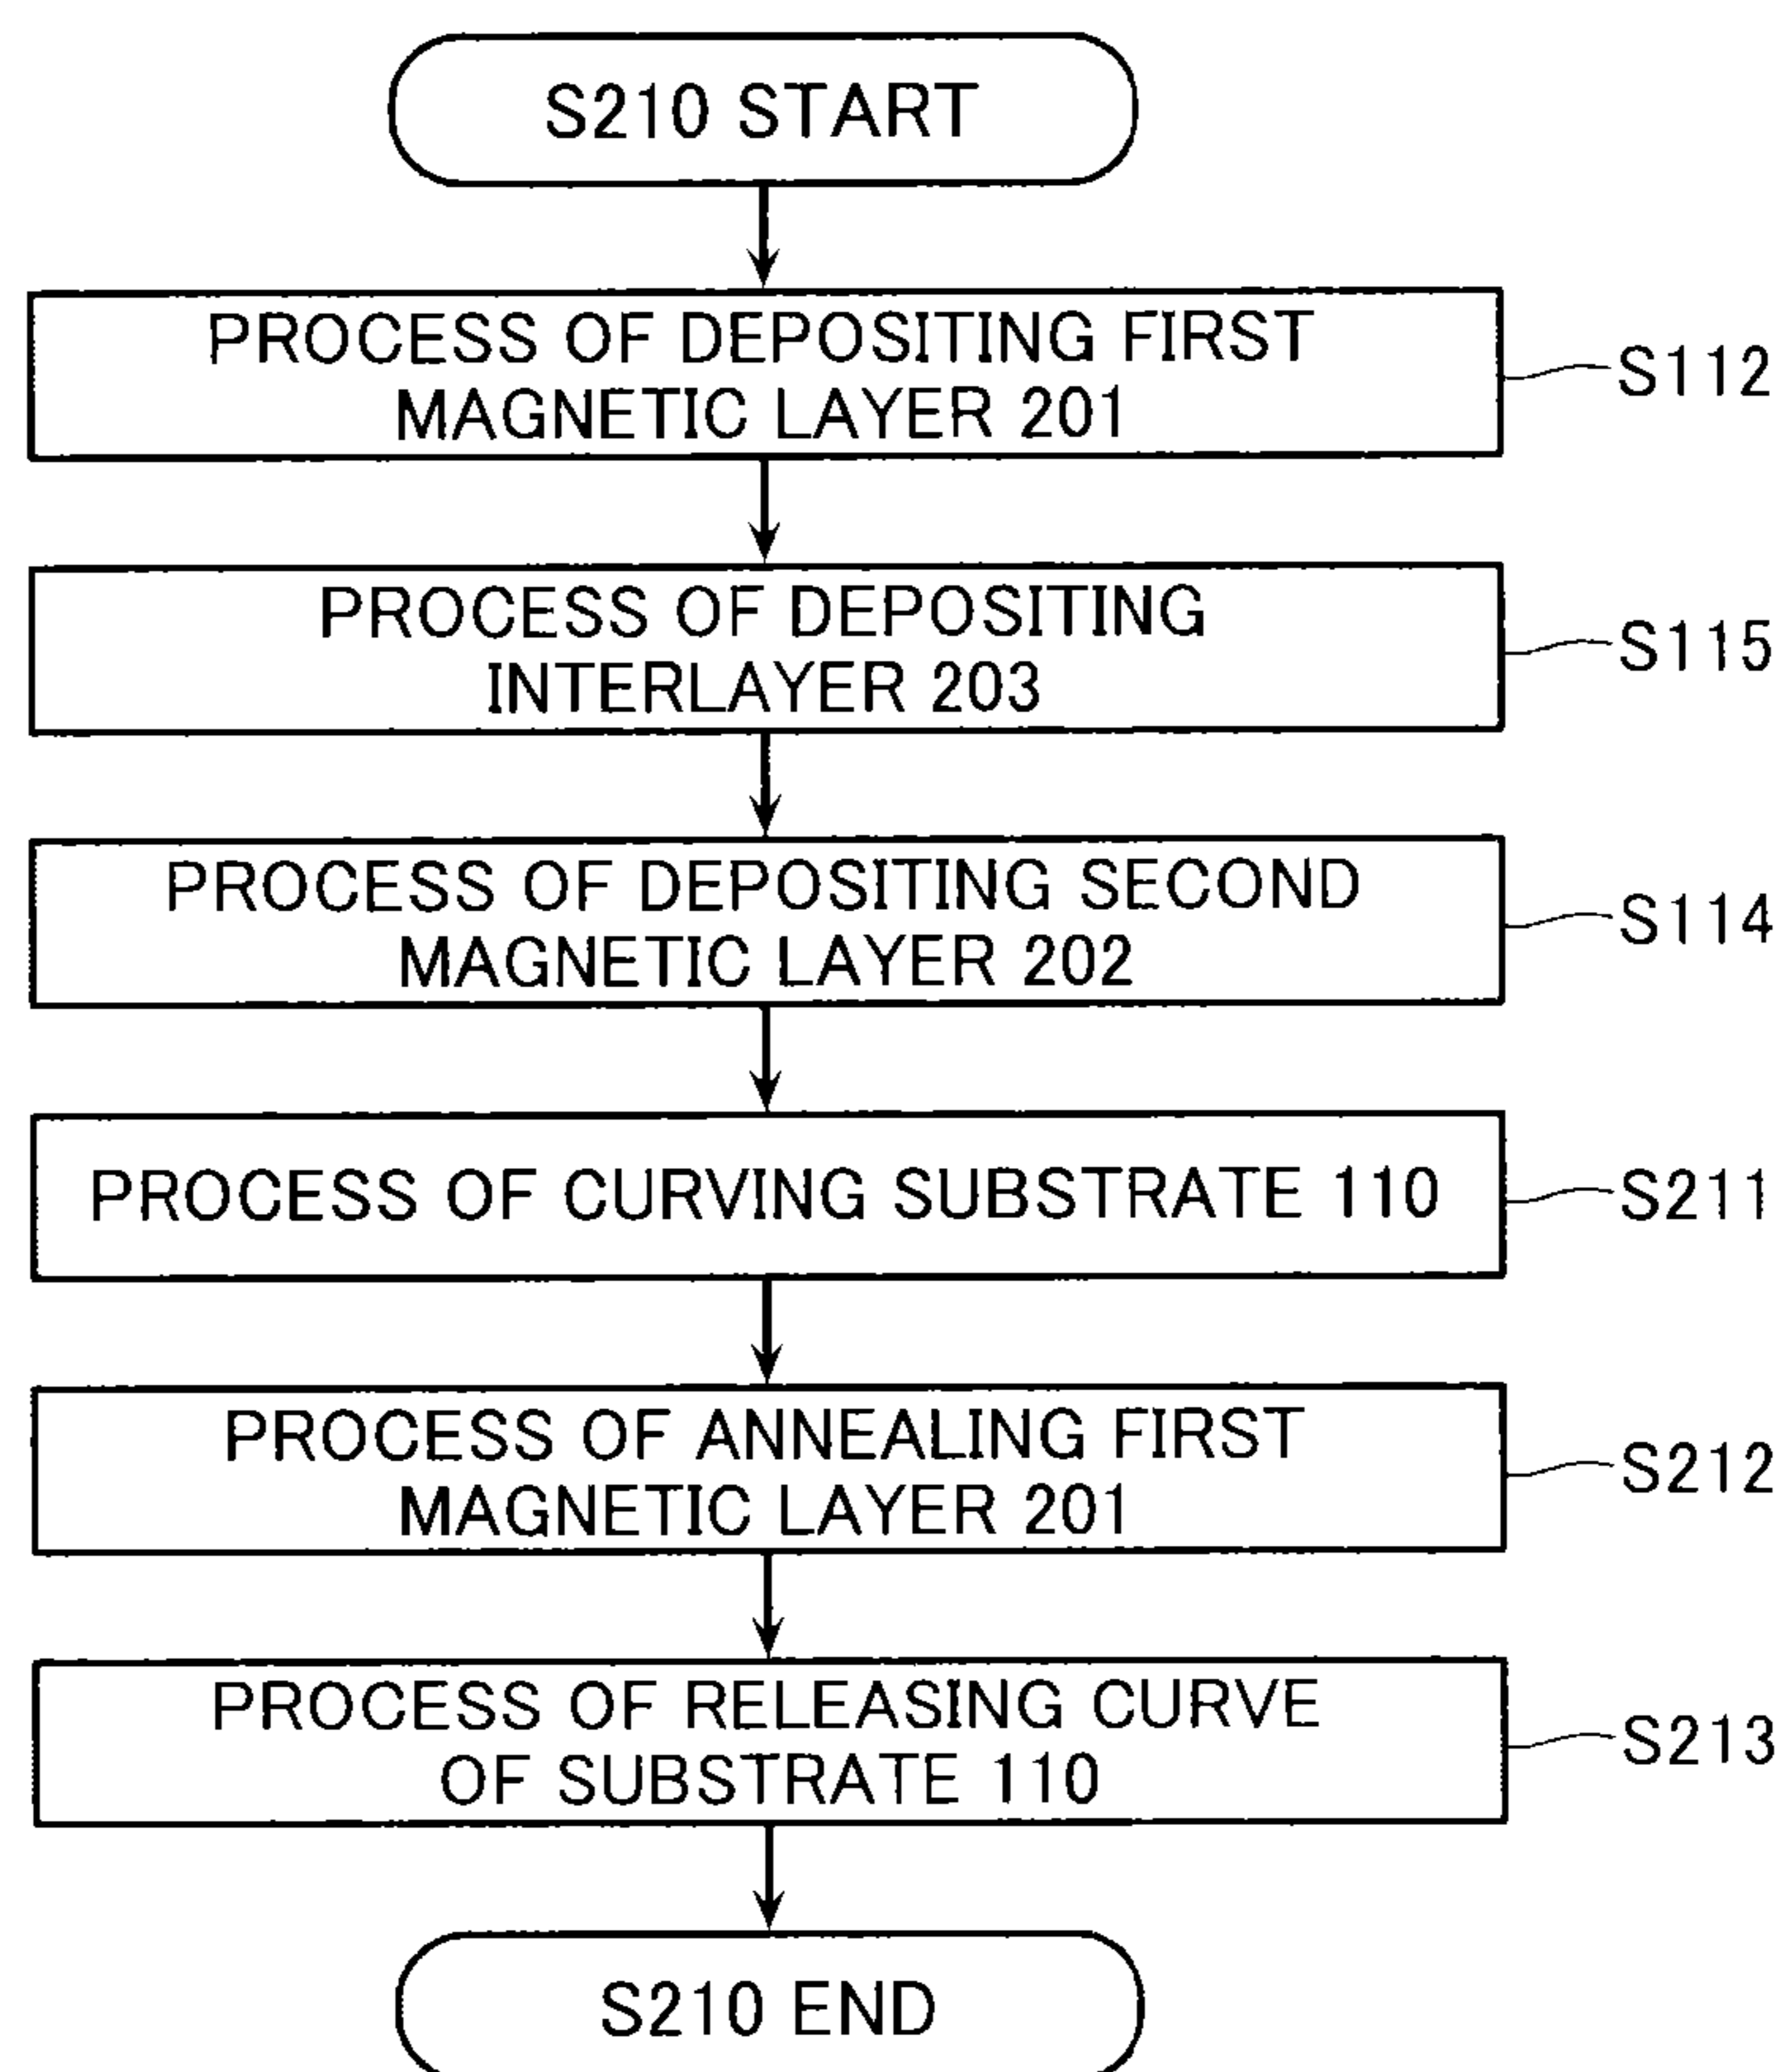 S210 START
PROCESS OF DEPOSITING FIRST
MAGNETIC LAYER 201
S112
PROCESS OF DEPOSITING
INTERLAYER 203
S115
PROCESS OF DEPOSITING SECOND
MAGNETIC LAYER 202
S114
PROCESS OF CURVING SUBSTRATE 110
S211
PROCESS OF ANNEALING FIRST
MAGNETIC LAYER 201
S212
PROCESS OF RELEASING CURVE
OF SUBSTRATE 110
S213
S210 END